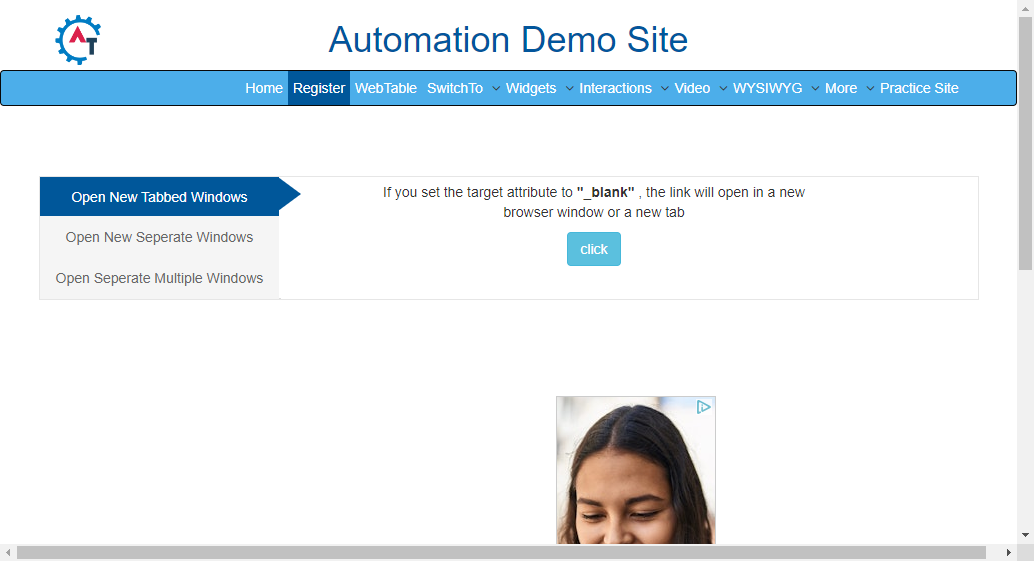 AT
Automation Demo Site
Home Register WebTable SwitchTo Widgets Interactions Video WYSIWYG More Practice Site
Open New Tabbed Windows
Open New Seperate Windows
Open Seperate Multiple Windows
If you set the target attribute to "_blank" , the link will open in a new
browser window or a new tab
click